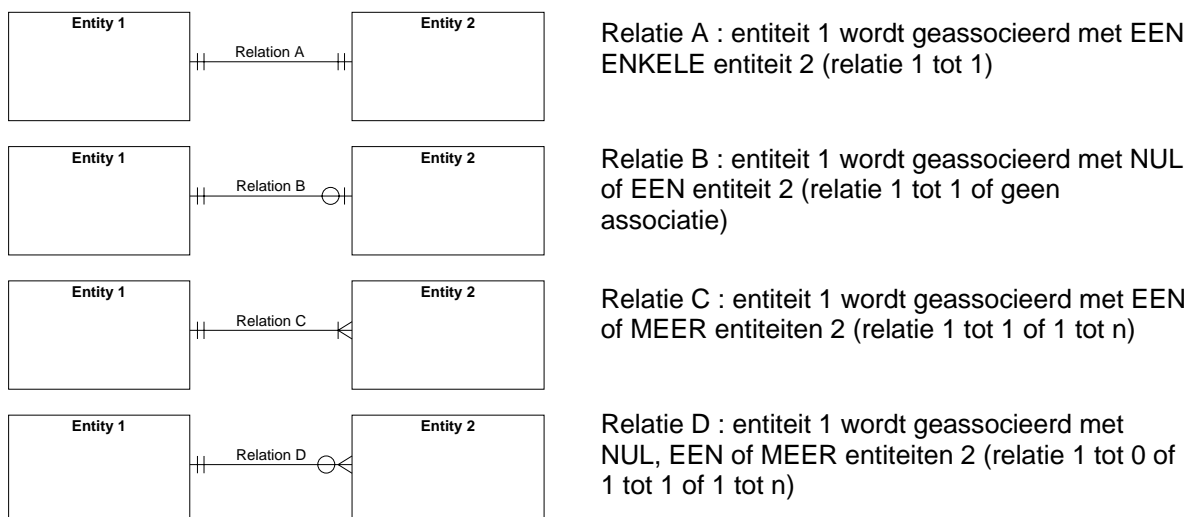 Entity 1
Relation A
Entity 2
Relatie A : entiteit 1 wordt geassocieerd met EEN
ENKELE entiteit 2 (relatie 1 tot 1)
Entity 1
Relation B
Entity 2
Relatie B : entiteit 1 wordt geassocieerd met NUL
of EEN entiteit 2 (relatie 1 tot 1 of geen
associatie)
Entity 1
Relation C
Entity 2
Relatie C : entiteit 1 wordt geassocieerd met EEN
of MEER entiteiten 2 (relatie 1 tot 1 of 1 tot n)
Entity 1
Relation D
Entity 2
Relatie D : entiteit 1 wordt geassocieerd met
NUL, EEN of MEER entiteiten 2 (relatie 1 tot 0 of
1 tot 1 of 1 tot n)